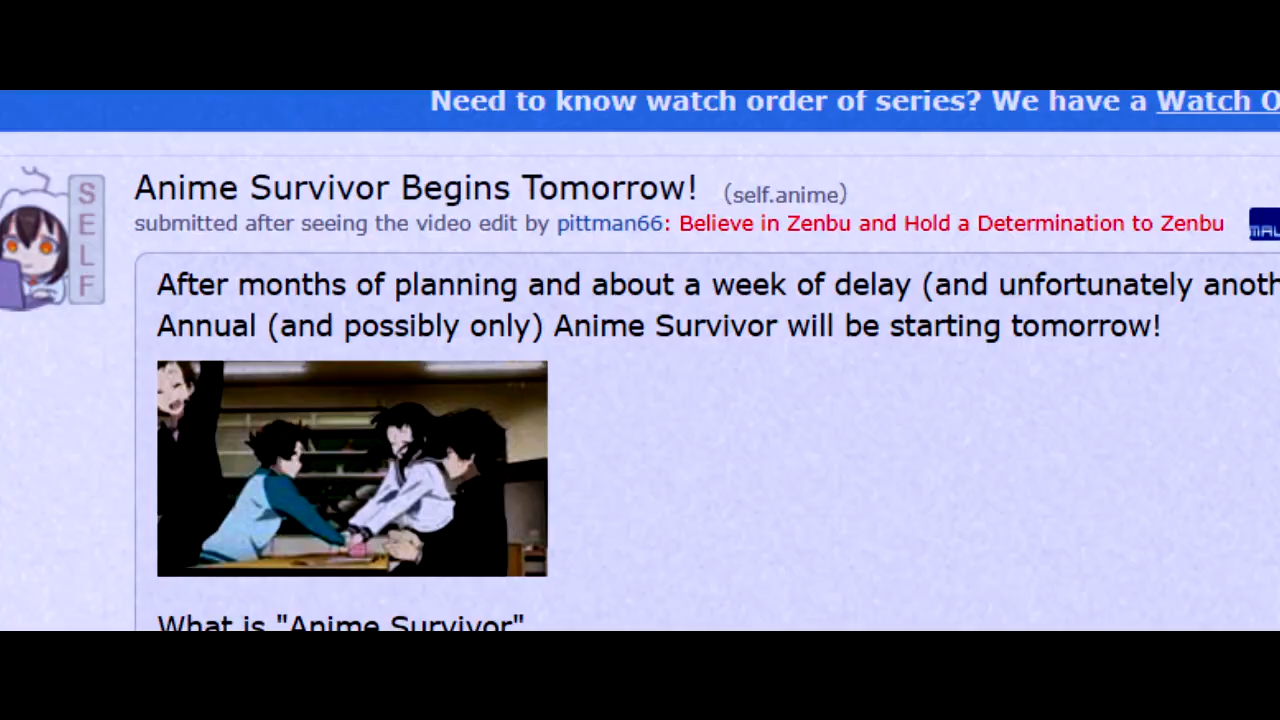 Need to know watch order of series? We have a Watch O
SELF
Anime Survivor Begins Tomorrow! (self.anime)
submitted after seeing the video edit by pittman66: Believe in Zenbu and Hold a Determination to Zenbu MAL
After months of planning and about a week of delay (and unfortunately anoth
Annual (and possibly only) Anime Survivor will be starting tomorrow!
What is "Anime Survivor"